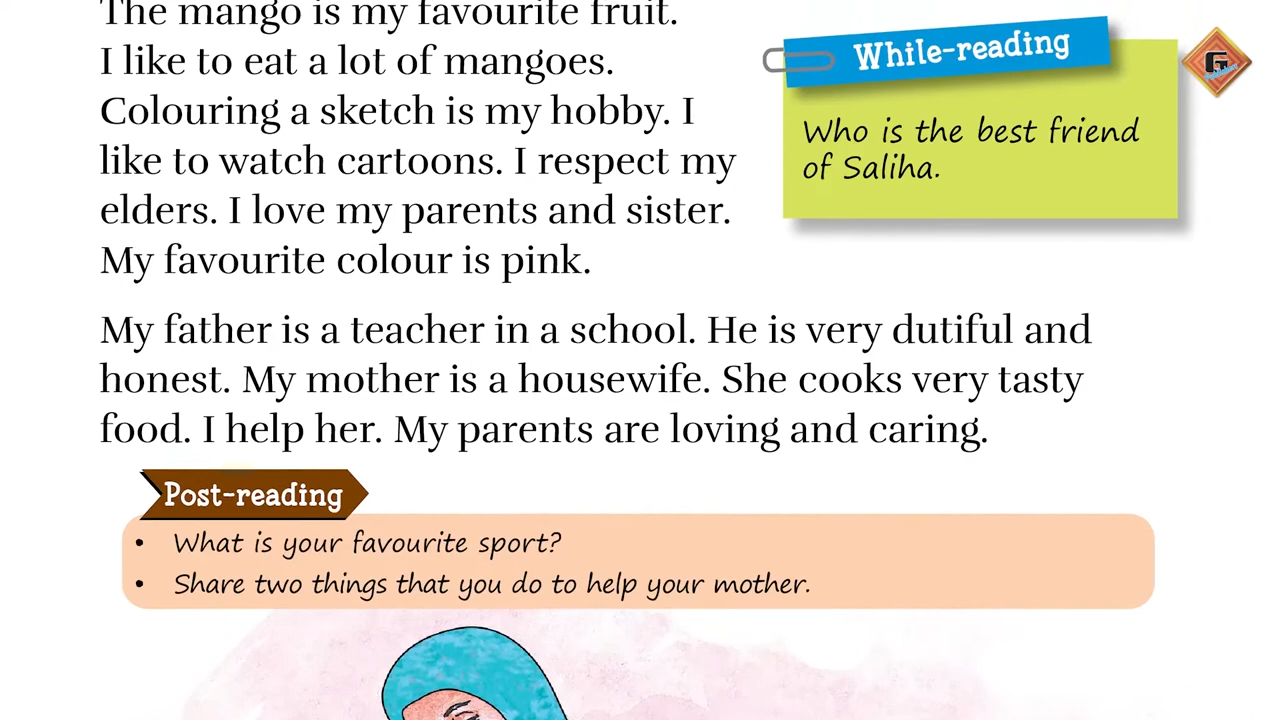 The mango is my favourite fruit.
I like to eat a lot of mangoes.
Colouring a sketch is my hobby. I
like to watch cartoons. I respect my
elders. I love my parents and sister.
My favourite colour is pink.
While-reading
Who is the best friend
of Saliha.
My father is a teacher in a school. He is very dutiful and
honest. My mother is a housewife. She cooks very tasty
food. I help her. My parents are loving and caring.
Post-reading
• What is your favourite sport?
• Share two things that you do to help your mother.
G